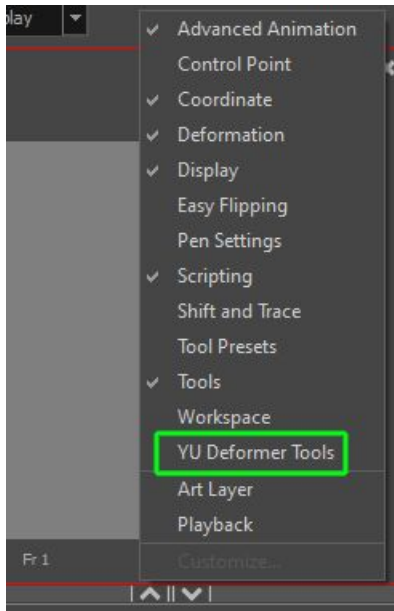 Advanced Animation
Control Point
Coordinate
Deformation
Display
Easy Flipping
Pen Settings
Scripting
Shift and Trace
Tool Presets
Tools
Workspace
YU Deformer Tools
Art Layer
Playback
Customize...
Fr 1